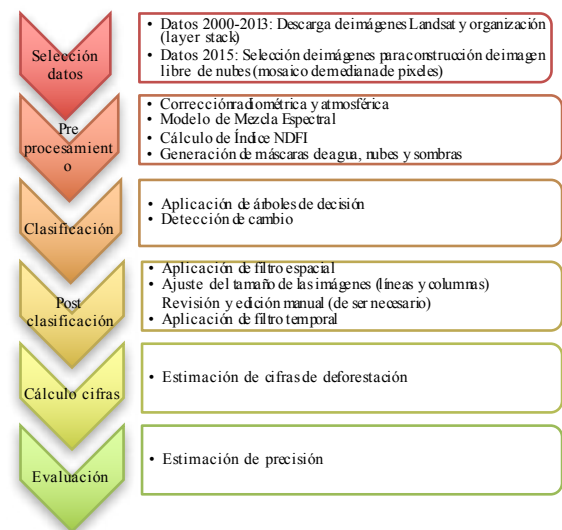 Selección
datos
• Datos 2000-2013: Descarga de imágenes Landsat y organización
(layer stack)
• Datos 2015: Selección de imágenes para construcción de imagen
libre de nubes (mosaico de mediana de pixeles)
Pre
procesamient
o
• Corrección radiométrica y atmosférica
• Modelo de Mezcla Espectral
• Cálculo de Índice NDFI
• Generación de máscaras de agua, nubes y sombras
Clasificación
• Aplicación de árboles de decisión
• Detección de cambio
Post
clasificación
• Aplicación de filtro espacial
• Ajuste del tamaño de las imágenes (líneas y columnas)
Revisión y edición manual (de ser necesario)
• Aplicación de filtro temporal
Cálculo cifras
• Estimación de cifras de deforestación
Evaluación
• Estimación de precisión